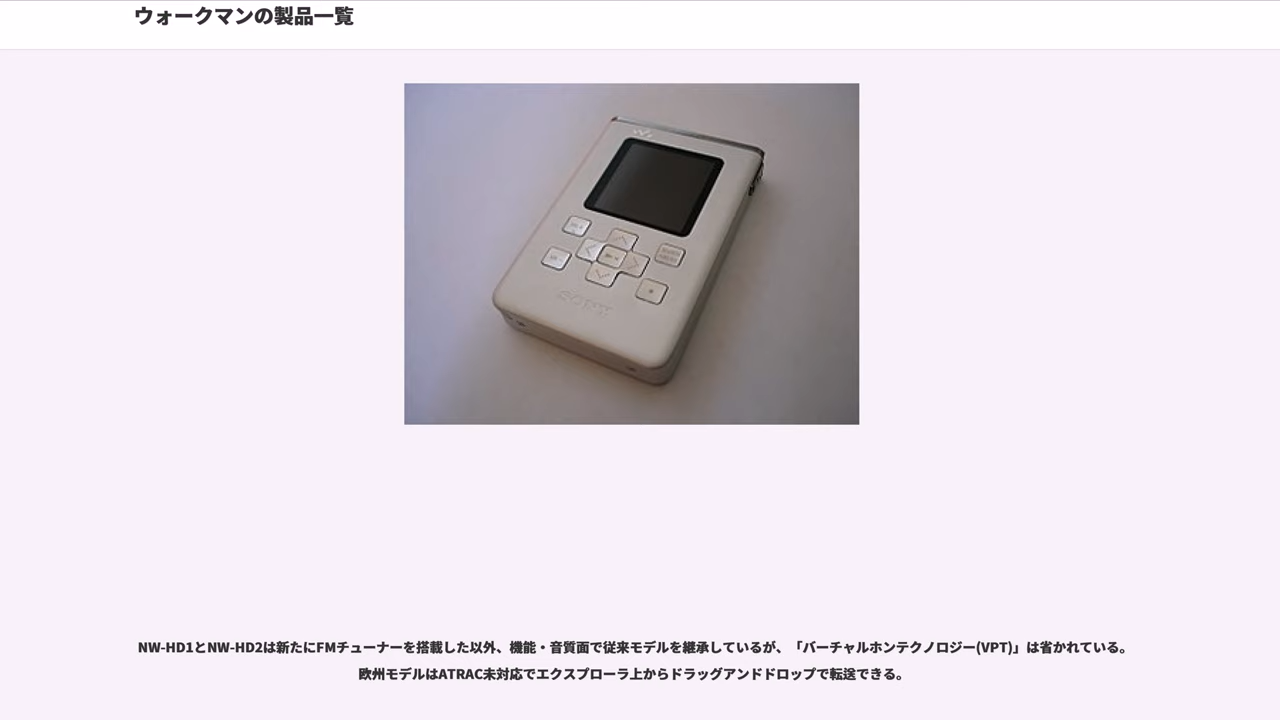 ウォークマンの製品一覧
SONY
NW-HD1とNW-HD2は新たにFMチューナーを搭載した以外、機能・音質面で従来モデルを継承しているが、「バーチャルホンテクノロジー(VPT)」は省かれている。
欧州モデルはATRAC未対応でエクスプローラ上からドラッグアンドドロップで転送できる。